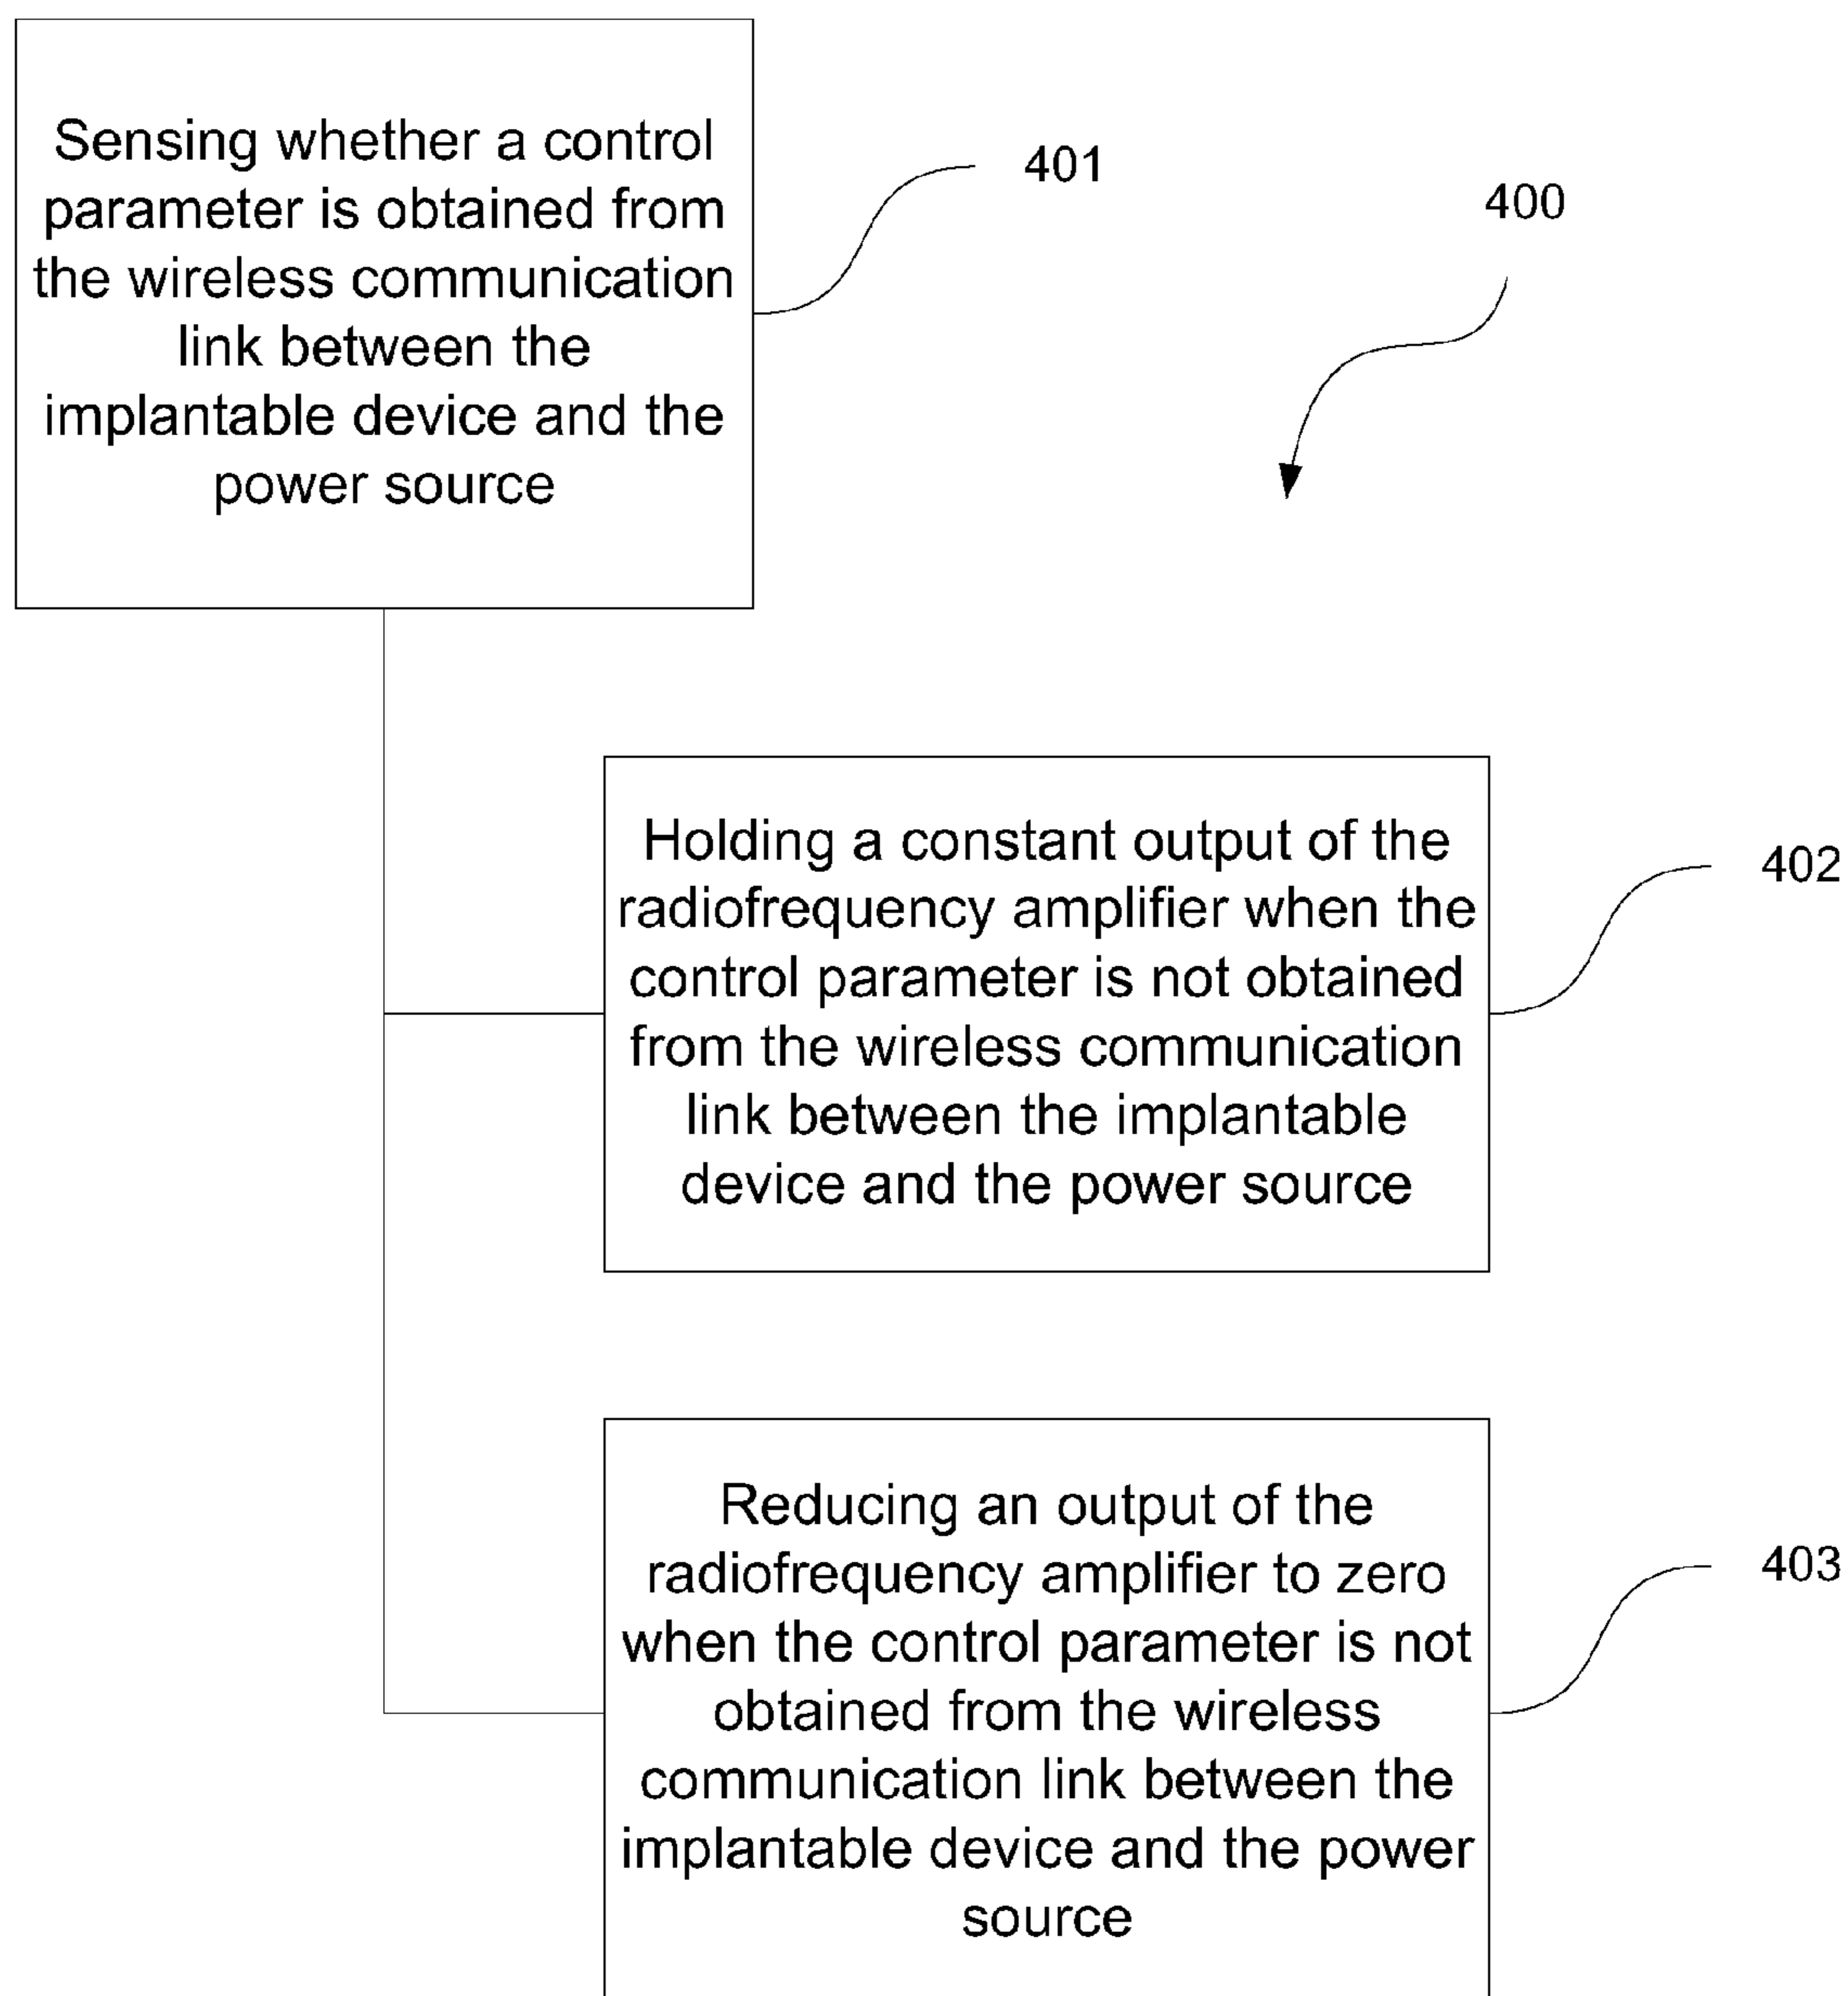 Sensing whether a control
parameter is obtained from
the wireless communication
link between the
implantable device and the
power source
401
400
Holding a constant output of the
radiofrequency amplifier when the
control parameter is not obtained
from the wireless communication
link between the implantable
device and the power source
402
Reducing an output of the
radiofrequency amplifier to zero
when the control parameter is not
obtained from the wireless
communication link between the
implantable device and the power
source
403